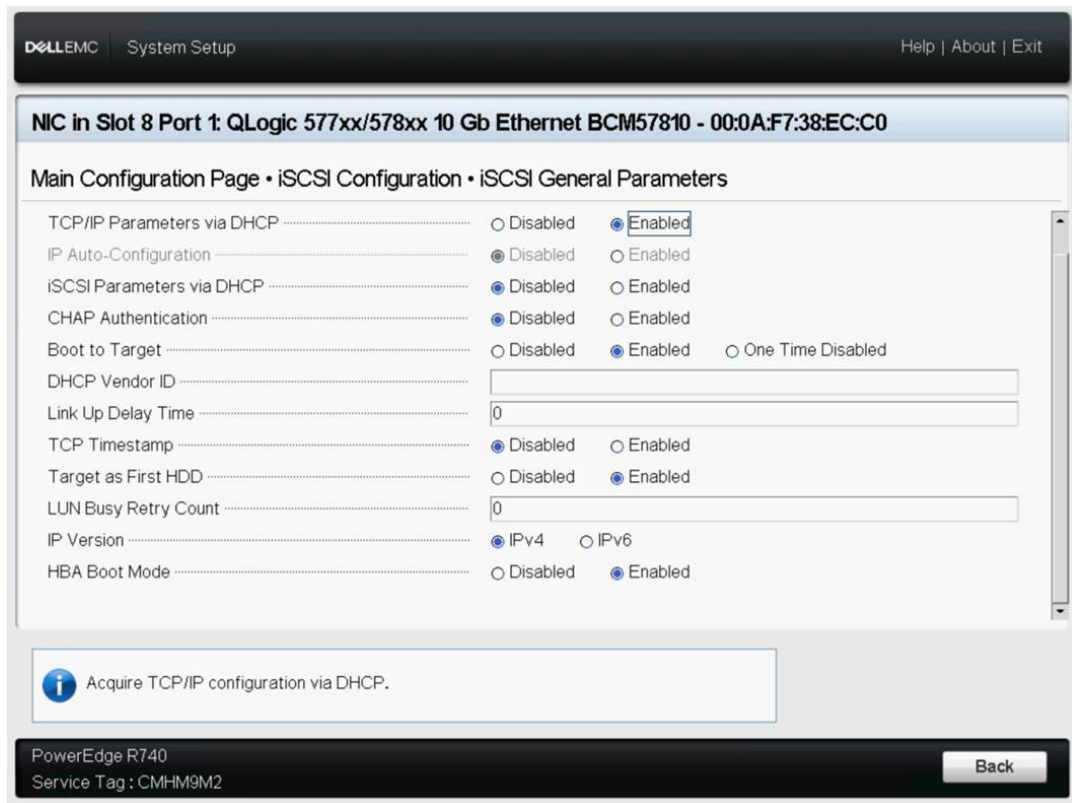 DELLEMC System Setup Help | About | Exit
NIC in Slot 8 Port 1: QLogic 577xx/578xx 10 Gb Ethernet BCM57810 - 00:0A:F7:38:EC:C0
Main Configuration Page • iSCSI Configuration • iSCSI General Parameters
TCP/IP Parameters via DHCP Disabled Enabled
IP Auto-Configuration Disabled Enabled
iSCSI Parameters via DHCP Disabled Enabled
CHAP Authentication Disabled Enabled
Boot to Target Disabled Enabled One Time Disabled
DHCP Vendor ID
Link Up Delay Time 0
TCP Timestamp Disabled Enabled
Target as First HDD Disabled Enabled
LUN Busy Retry Count 0
IP Version IPv4 IPv6
HBA Boot Mode Disabled Enabled
Acquire TCP/IP configuration via DHCP.
PowerEdge R740
Service Tag : CMHM9M2
Back